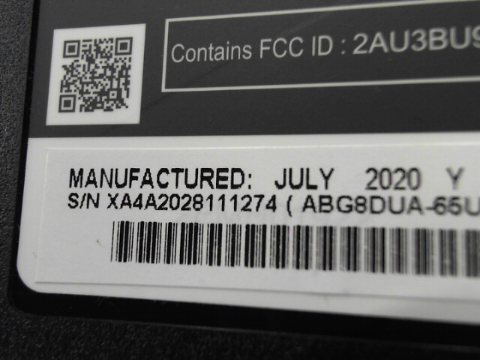 Contains FCC ID : 2AU3BU9
MANUFACTURED: JULY 2020 Y
S/N XA4A2028111274 ( ABG8DUA-65U